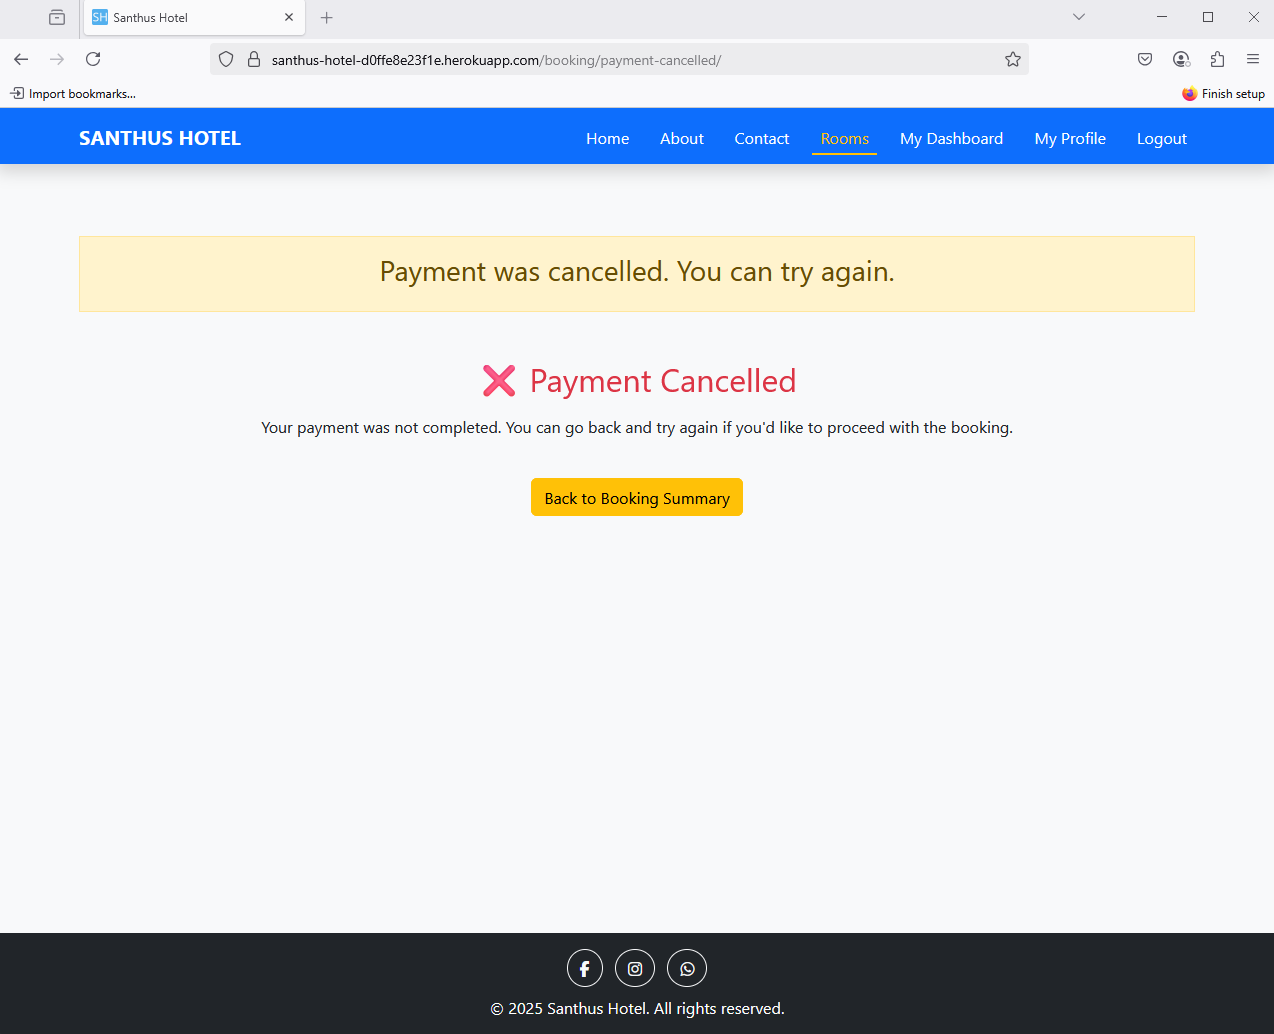 SH Santhus Hotel
santhus-hotel-d0ffe8e23f1e.herokuapp.com/booking/payment-cancelled/
Import bookmarks... Finish setup
SANTHUS HOTEL Home About Contact Rooms My Dashboard My Profile Logout
Payment was cancelled. You can try again.
Payment Cancelled
Your payment was not completed. You can go back and try again if you'd like to proceed with the booking.
Back to Booking Summary
© 2025 Santhus Hotel. All rights reserved.